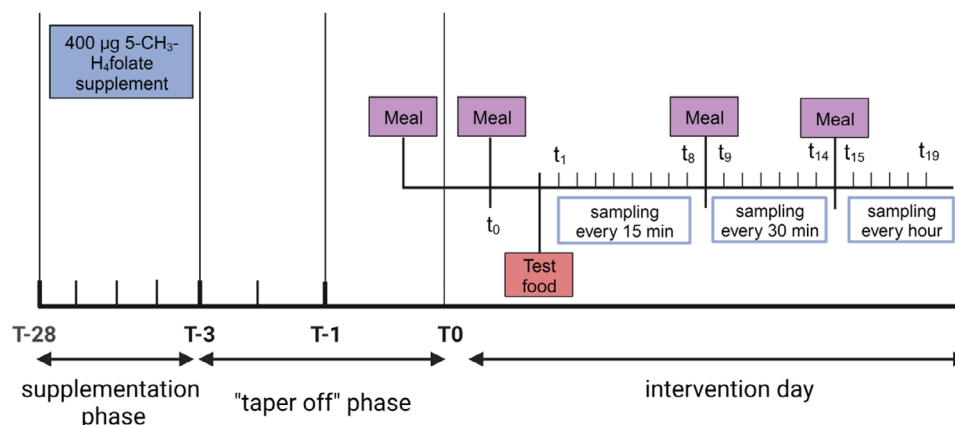 400 µg 5-CH₃-
H₄folate
supplement
Meal
Meal
Meal
Meal
t₁
t₈
t₉
t₁₄
t₁₅
t₁₉
t₀
sampling
every 15 min
sampling
every 30 min
sampling
every hour
Test
food
T-28
T-3
T-1
T0
supplementation
phase
"taper off" phase
intervention day